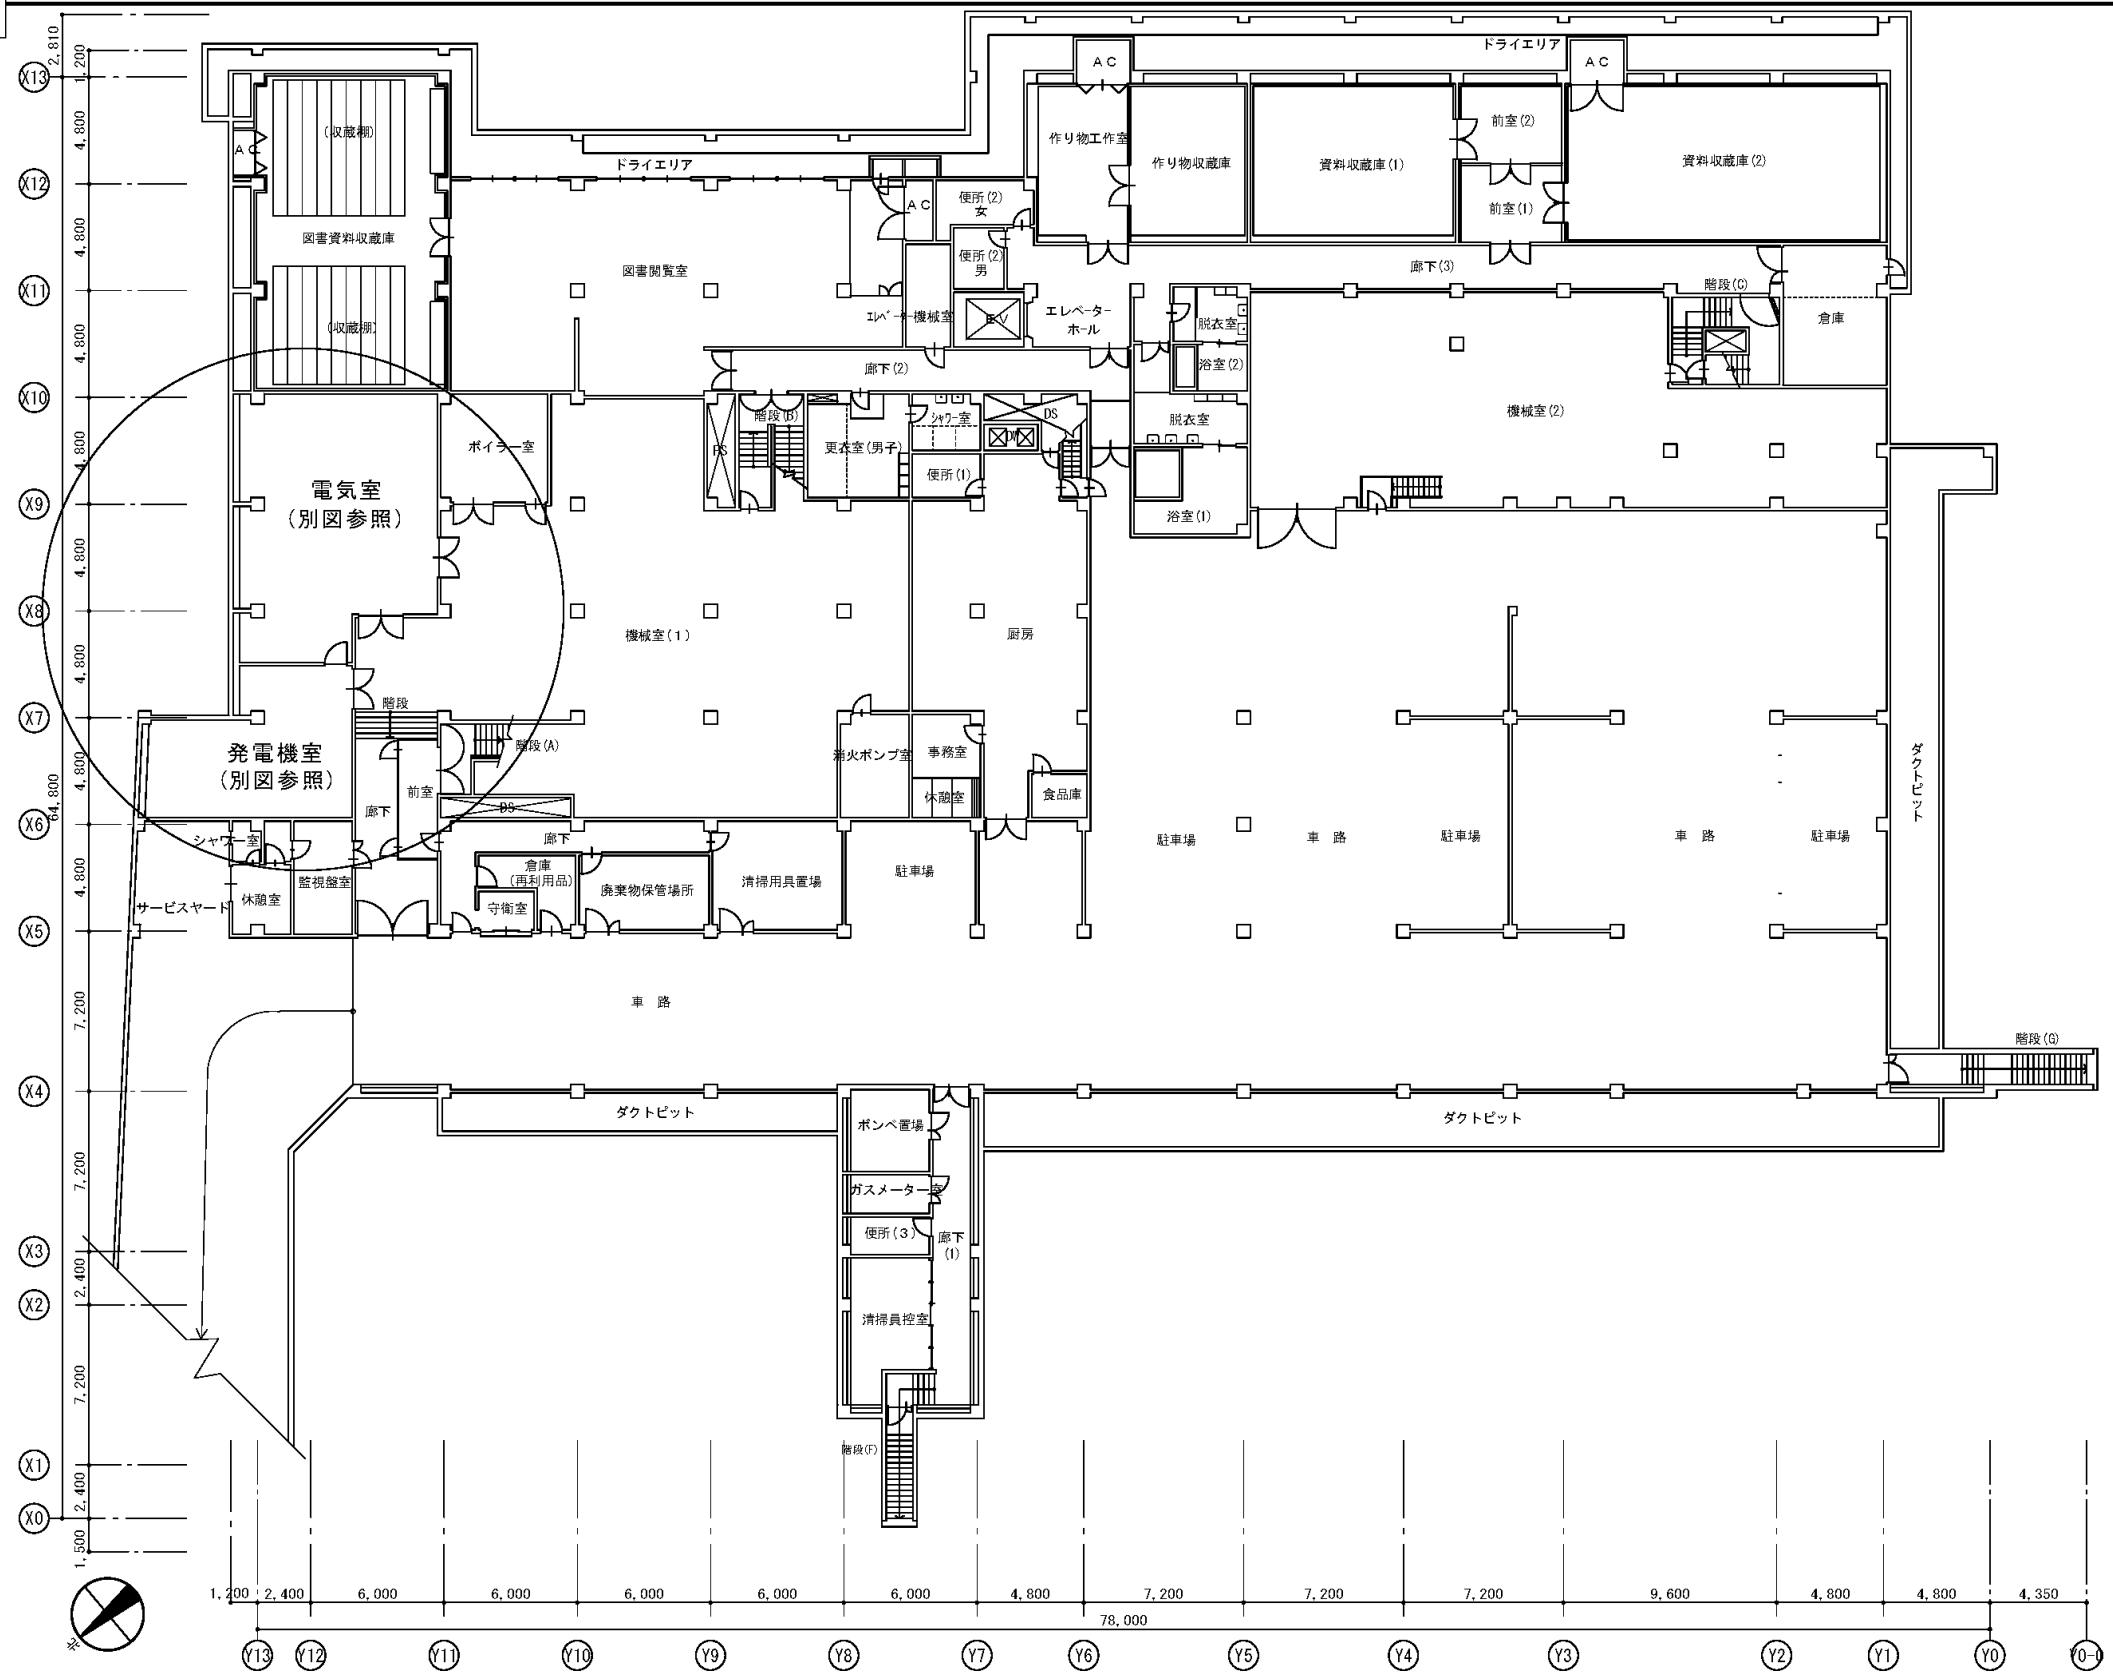 ドライエリア
AC
AC
(収蔵棚)
AC
作り物工作室
作り物収蔵庫
資料収蔵庫(1)
前室(2)
資料収蔵庫(2)
ドライエリア
便所(2)
女
AC
前室(1)
図書資料収蔵庫
図書閲覧室
便所(2)
男
廊下(3)
階段(C)
(収蔵棚)
ｴﾚﾍﾞｰﾀｰ機械室
EV
エレベーター
ホール
脱衣室
倉庫
浴室(2)
廊下(2)
ボイラー室
PS
階段(B)
更衣室(男子)
ｼｬﾜｰ室
DS
DW
脱衣室
機械室(2)
便所(1)
電気室
(別図参照)
浴室(1)
機械室(1)
厨房
階段
階段(A)
発電機室
(別図参照)
消火ポンプ室
事務室
ダクトピット
前室
廊下
DS
休憩室
食品庫
シャワー室
廊下
駐車場
車 路
駐車場
車 路
駐車場
サービスヤード
休憩室
監視盤室
倉庫
(再利用品)
守衛室
廃棄物保管場所
清掃用具置場
駐車場
車 路
階段(G)
ダクトピット
ボンベ置場
ダクトピット
ガスメーター室
便所(3)
廊下
(1)
清掃員控室
階段(F)
X13
X12
X11
X10
X9
X8
X7
X6
X5
X4
X3
X2
X1
X0
2,810
1,200
4,800
4,800
4,800
4,800
4,800
4,800
4,800
4,800
7,200
7,200
2,400
7,200
2,400
1,500
64,800
北
1,200
2,400
6,000
6,000
6,000
6,000
6,000
4,800
7,200
7,200
7,200
9,600
4,800
4,800
4,350
78,000
Y13
Y12
Y11
Y10
Y9
Y8
Y7
Y6
Y5
Y4
Y3
Y2
Y1
Y0